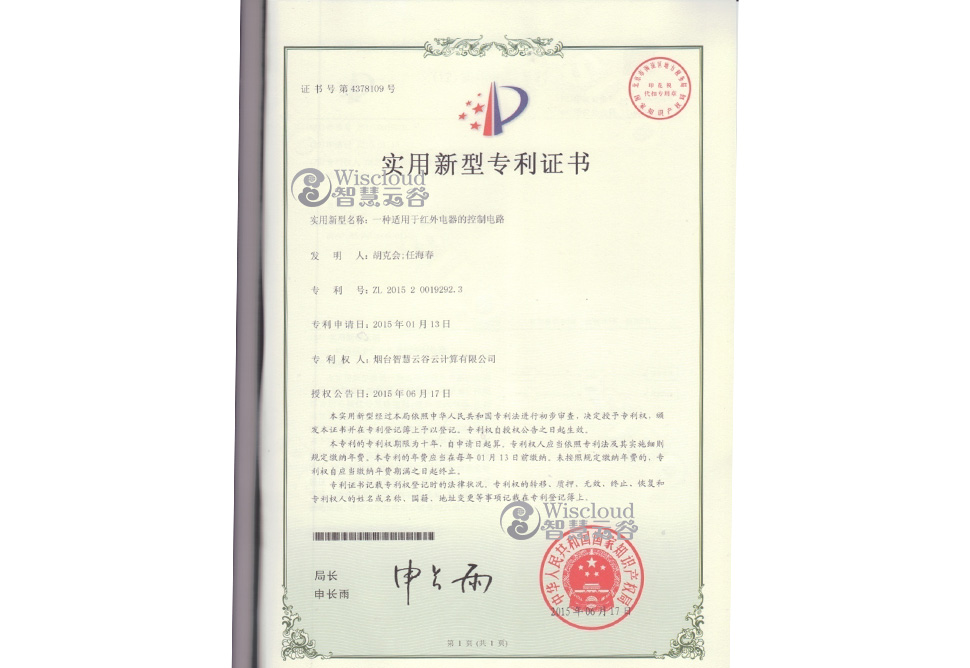 证书号第4378109号
印花税
代扣专用章
实用新型专利证书
Wiscloud
智慧云谷
实用新型名称：一种适用于红外电器的控制电路
发 明 人：胡克会;任海春
专 利 号：ZL 2015 2 0019292.3
专利申请日：2015年01月13日
专 利 权 人：烟台智慧云谷云计算有限公司
授权公告日：2015年06月17日
本实用新型经过本局依照中华人民共和国专利法进行初步审查，决定授予专利权，颁
发本证书并在专利登记簿上予以登记。专利权自授权公告之日起生效。
本专利的专利权期限为十年，自申请日起算。专利权人应当依照专利法及其实施细则
规定缴纳年费。本专利的年费应当在每年01月13日前缴纳。未按照规定缴纳年费的，专
利权自应当缴纳年费期满之日起终止。
专利证书记载专利权登记时的法律状况。专利权的转移、质押、无效、终止、恢复和
专利权人的姓名或名称、国籍、地址变更等事项记载在专利登记簿上。
Wiscloud
智慧云谷
局长
申长雨
申长雨
中华人民共和国国家知识产权局
2015年06月17日
第1页(共1页)